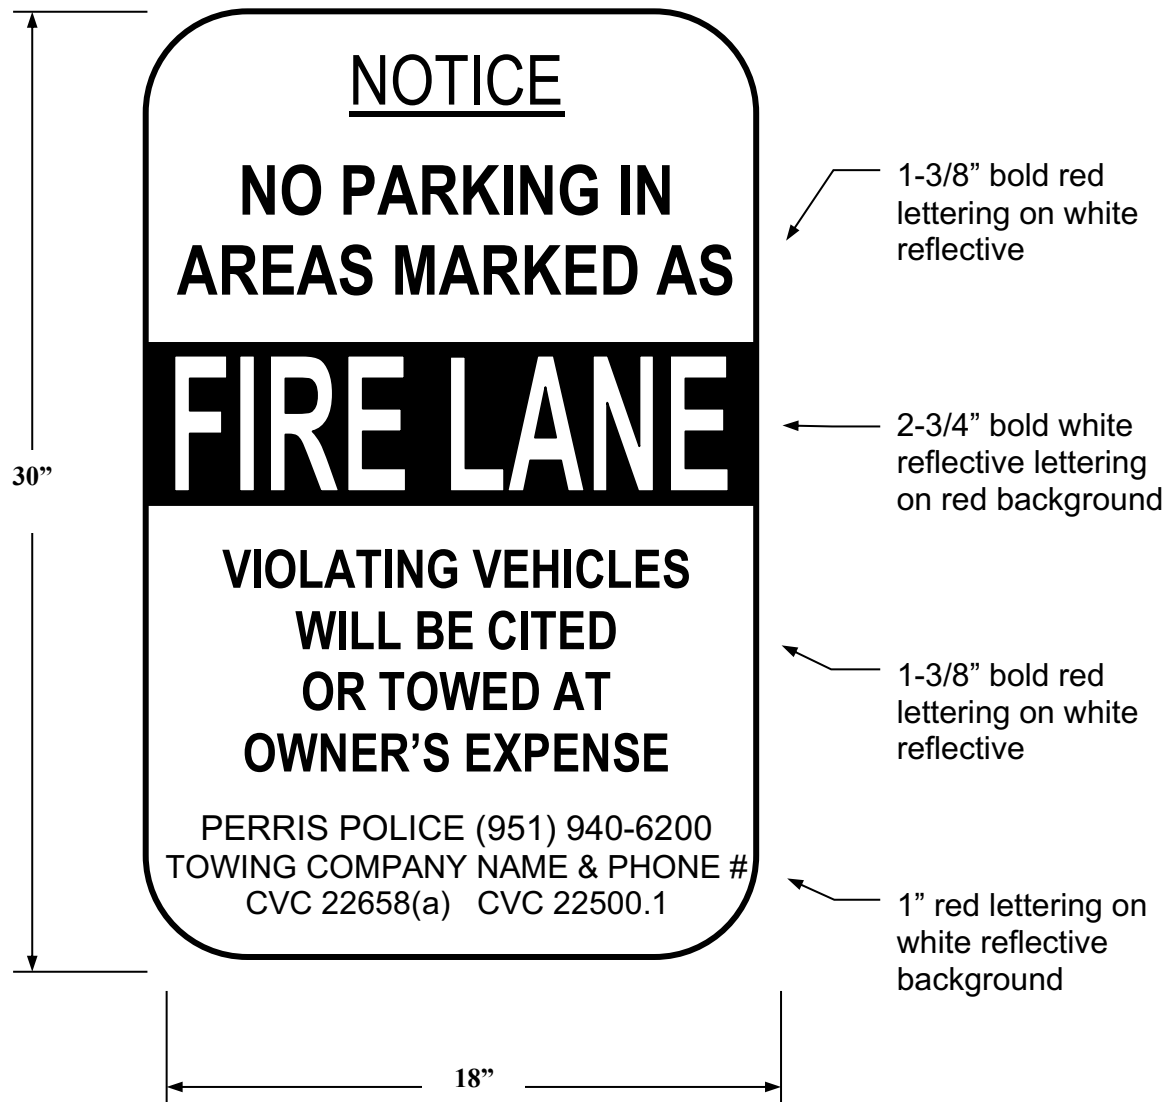 NOTICE
NO PARKING IN
AREAS MARKED AS
FIRE LANE
VIOLATING VEHICLES
WILL BE CITED
OR TOWED AT
OWNER’S EXPENSE
PERRIS POLICE (951) 940-6200
TOWING COMPANY NAME & PHONE #
CVC 22658(a) CVC 22500.1
30”
18”
1-3/8” bold red
lettering on white
reflective
2-3/4” bold white
reflective lettering
on red background
1-3/8” bold red
lettering on white
reflective
1” red lettering on
white reflective
background